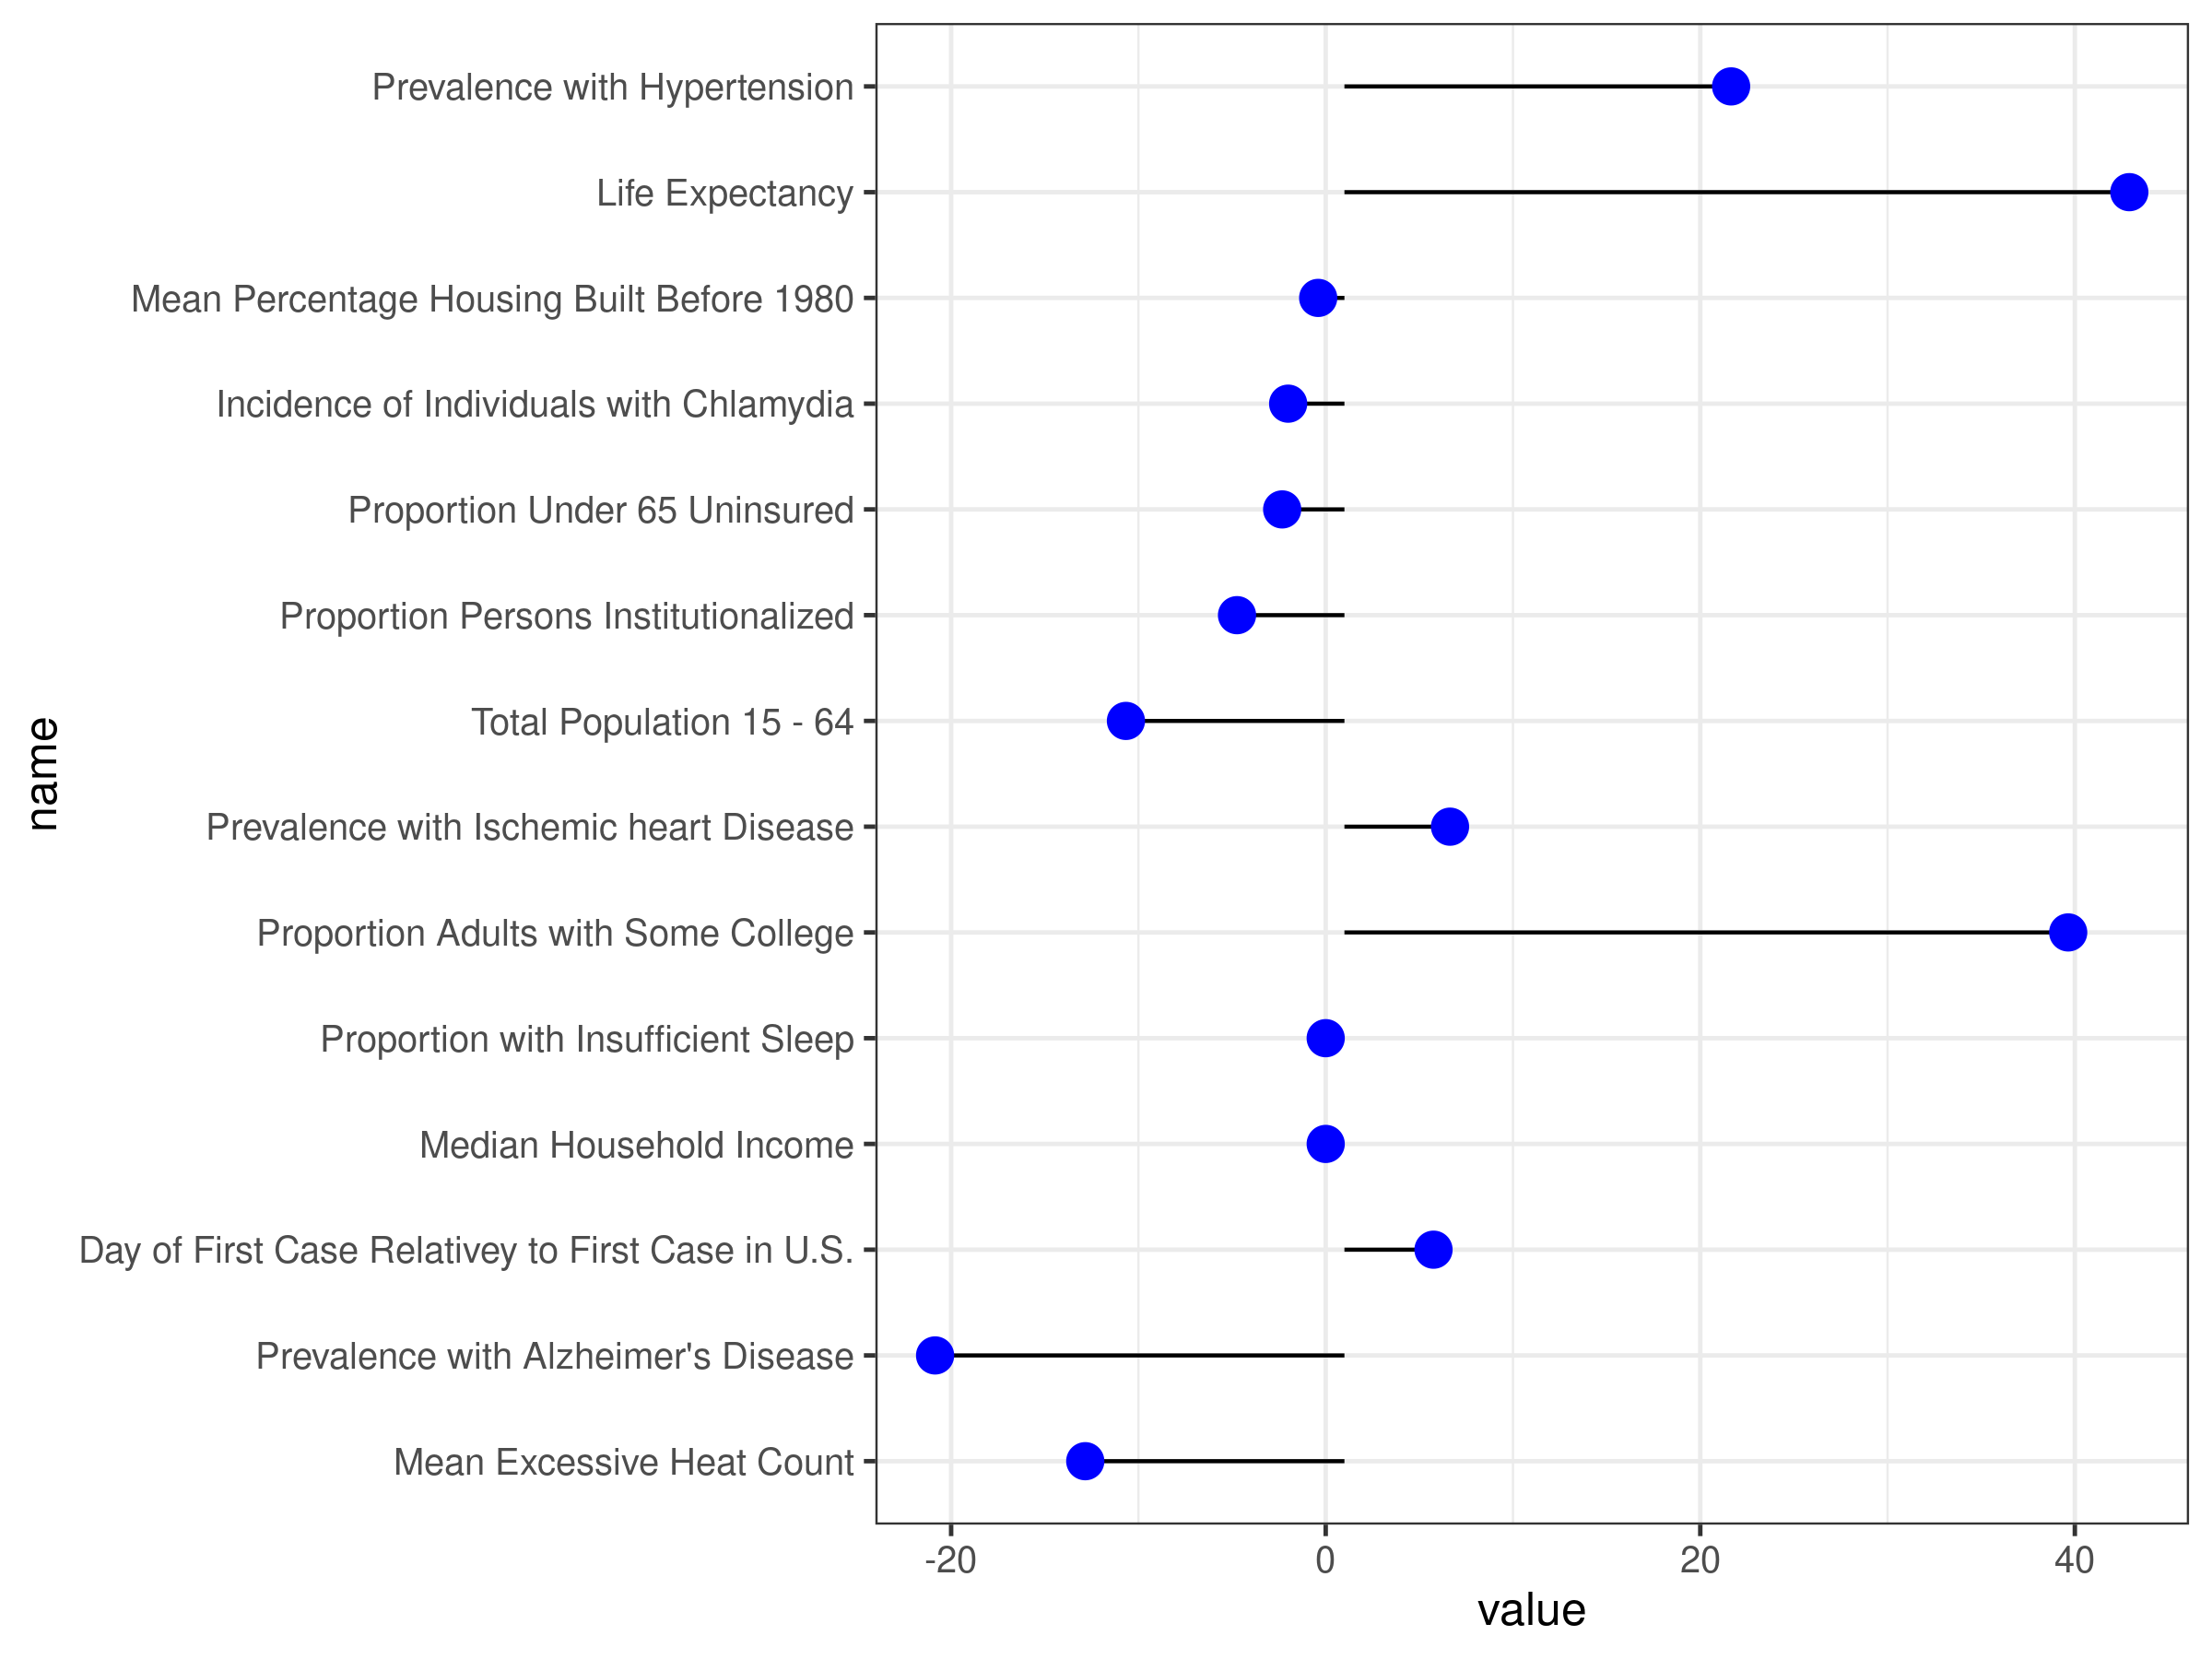 Prevalence with Hypertension
Life Expectancy
Mean Percentage Housing Built Before 1980
Incidence of Individuals with Chlamydia
Proportion Under 65 Uninsured
Proportion Persons Institutionalized
Total Population 15 - 64
Prevalence with Ischemic heart Disease
Proportion Adults with Some College
Proportion with Insufficient Sleep
Median Household Income
Day of First Case Relativey to First Case in U.S.
Prevalence with Alzheimer's Disease
Mean Excessive Heat Count
name
-20 0 20 40
value